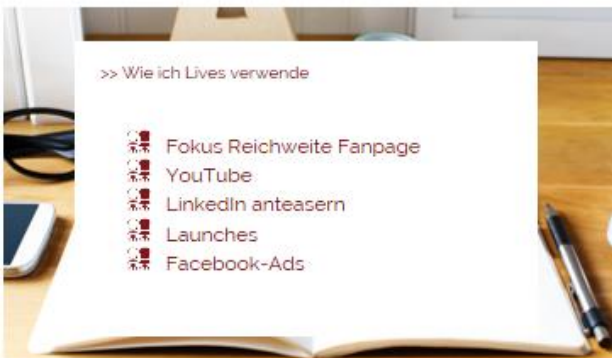 >> Wie ich Lives verwende
Fokus Reichweite Fanpage
YouTube
LinkedIn anteasern
Launches
Facebook-Ads